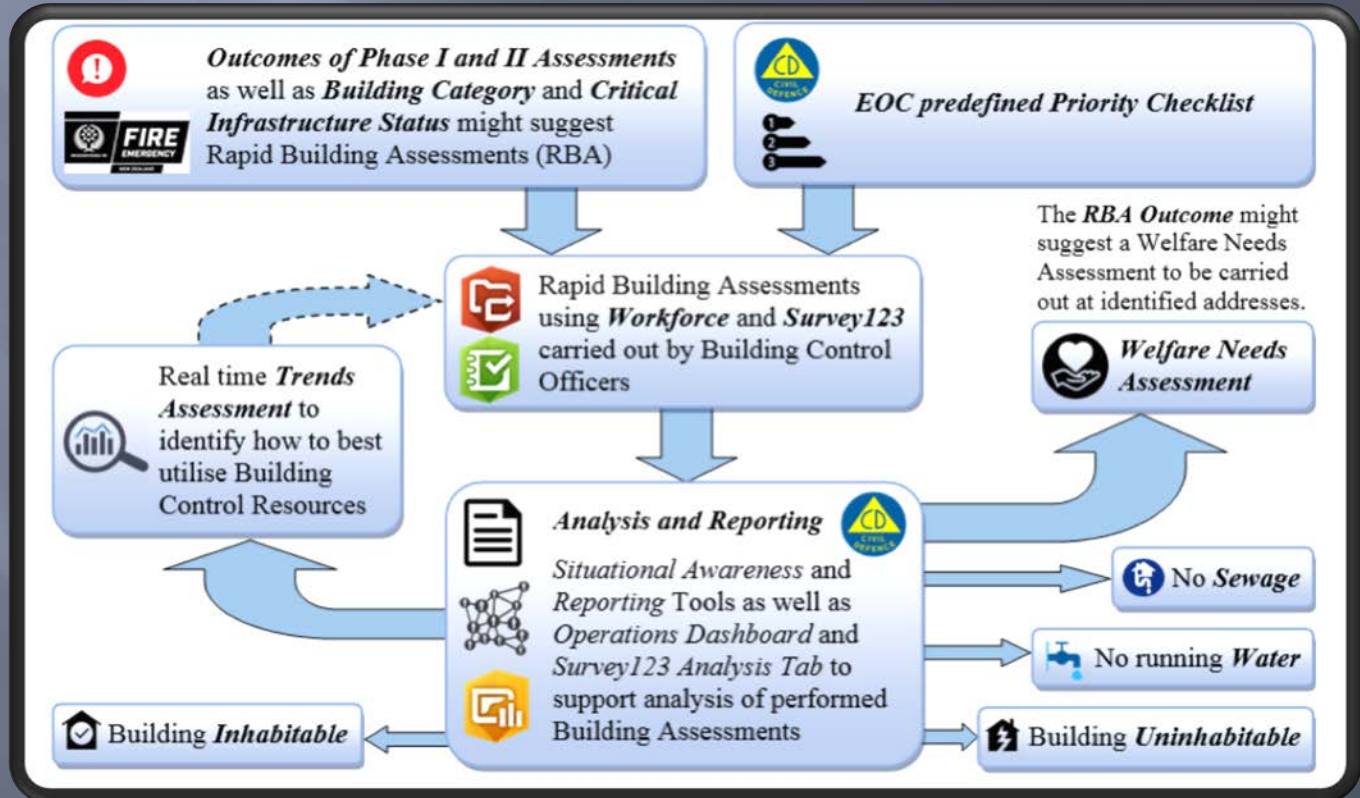 Outcomes of Phase I and II Assessments
as well as Building Category and Critical
Infrastructure Status might suggest
Rapid Building Assessments (RBA)
FIRE
EMERGENCY
NEW ZEALAND
CD
CIVIL
DEFENCE
EOC predefined Priority Checklist
1
2
3
The RBA Outcome might
suggest a Welfare Needs
Assessment to be carried
out at identified addresses.
Rapid Building Assessments
using Workforce and Survey123
carried out by Building Control
Officers
Welfare Needs
Assessment
Real time Trends
Assessment to
identify how to best
utilise Building
Control Resources
Analysis and Reporting
CD
CIVIL
DEFENCE
Situational Awareness and
Reporting Tools as well as
Operations Dashboard and
Survey123 Analysis Tab to
support analysis of performed
Building Assessments
No Sewage
No running Water
Building Inhabitable
Building Uninhabitable